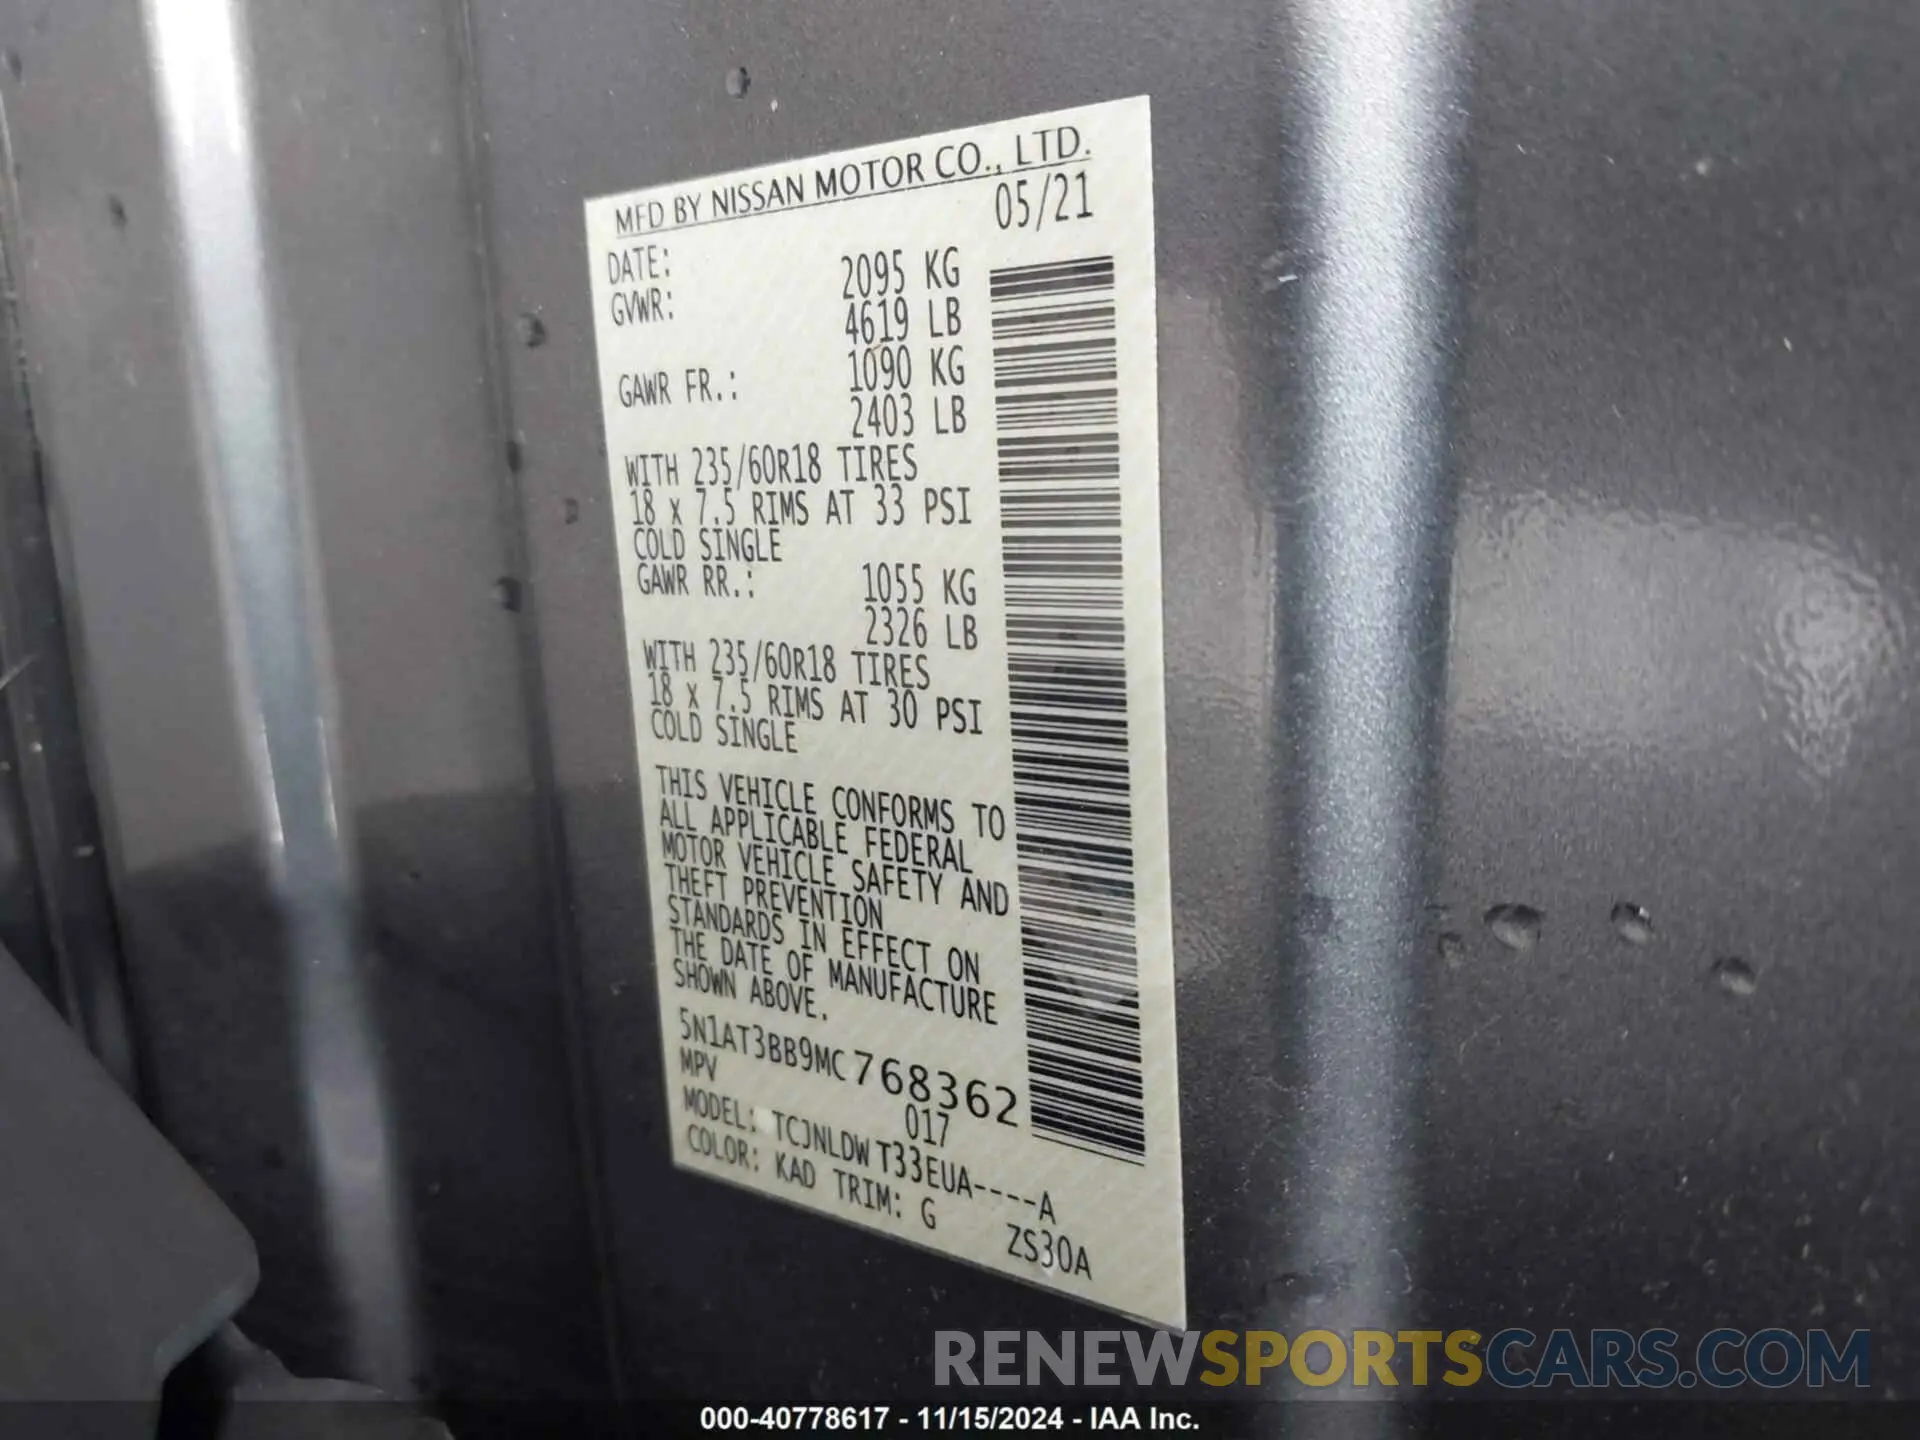 MFD BY NISSAN MOTOR CO., LTD.
DATE: 05/21
GVWR: 2095 KG
4619 LB
GAWR FR.: 1090 KG
2403 LB
WITH 235/60R18 TIRES
18 x 7.5 RIMS AT 33 PSI
COLD SINGLE
GAWR RR.: 1055 KG
2326 LB
WITH 235/60R18 TIRES
18 x 7.5 RIMS AT 30 PSI
COLD SINGLE
THIS VEHICLE CONFORMS TO
ALL APPLICABLE FEDERAL
MOTOR VEHICLE SAFETY AND
THEFT PREVENTION
STANDARDS IN EFFECT ON
THE DATE OF MANUFACTURE
SHOWN ABOVE.
5N1AT3BB9MC768362
MPV 017
MODEL: TCJNLDW T33EUA----A
COLOR: KAD TRIM: G ZS30A
RENEWSPORTSCARS.COM
000-40778617 - 11/15/2024 - IAA Inc.